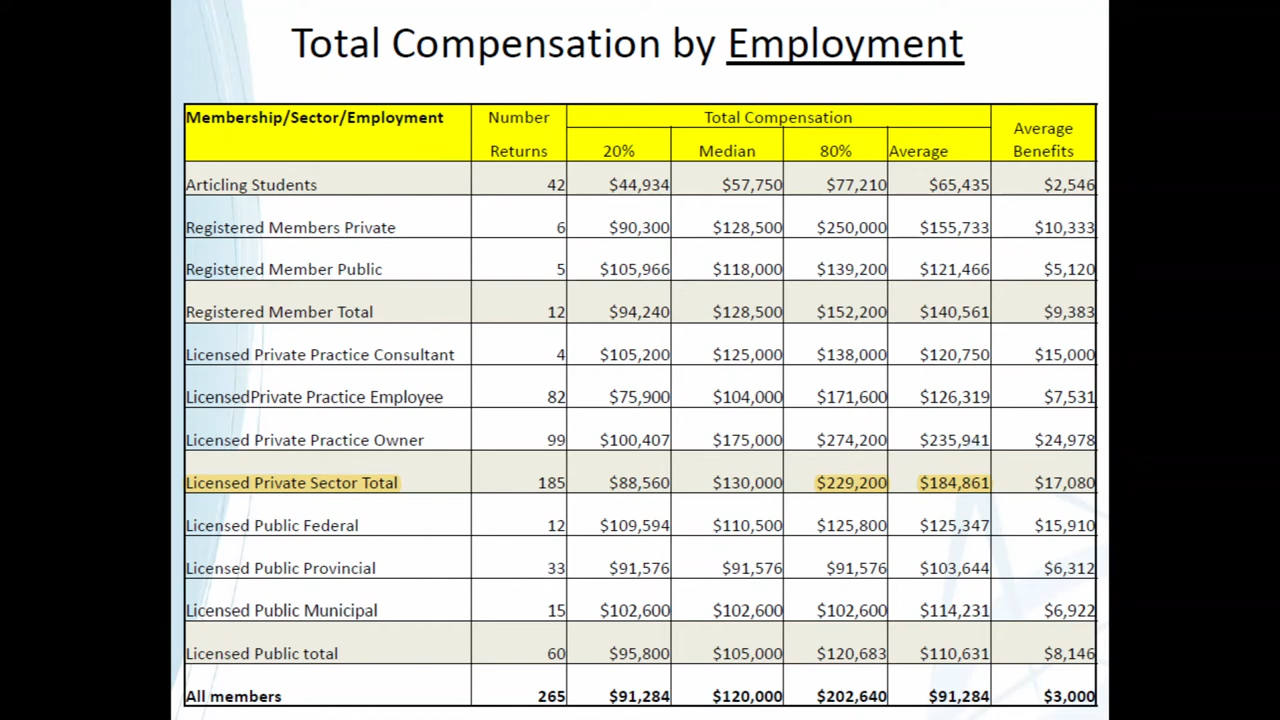 Total Compensation by Employment
Membership/Sector/Employment Number Returns Total Compensation Average Benefits
20% Median 80% Average
Articling Students 42 $44,934 $57,750 $77,210 $65,435 $2,546
Registered Members Private 6 $90,300 $128,500 $250,000 $155,733 $10,333
Registered Member Public 5 $105,966 $118,000 $139,200 $121,466 $5,120
Registered Member Total 12 $94,240 $128,500 $152,200 $140,561 $9,383
Licensed Private Practice Consultant 4 $105,200 $125,000 $138,000 $120,750 $15,000
LicensedPrivate Practice Employee 82 $75,900 $104,000 $171,600 $126,319 $7,531
Licensed Private Practice Owner 99 $100,407 $175,000 $274,200 $235,941 $24,978
Licensed Private Sector Total 185 $88,560 $130,000 $229,200 $184,861 $17,080
Licensed Public Federal 12 $109,594 $110,500 $125,800 $125,347 $15,910
Licensed Public Provincial 33 $91,576 $91,576 $91,576 $103,644 $6,312
Licensed Public Municipal 15 $102,600 $102,600 $102,600 $114,231 $6,922
Licensed Public total 60 $95,800 $105,000 $120,683 $110,631 $8,146
All members 265 $91,284 $120,000 $202,640 $91,284 $3,000